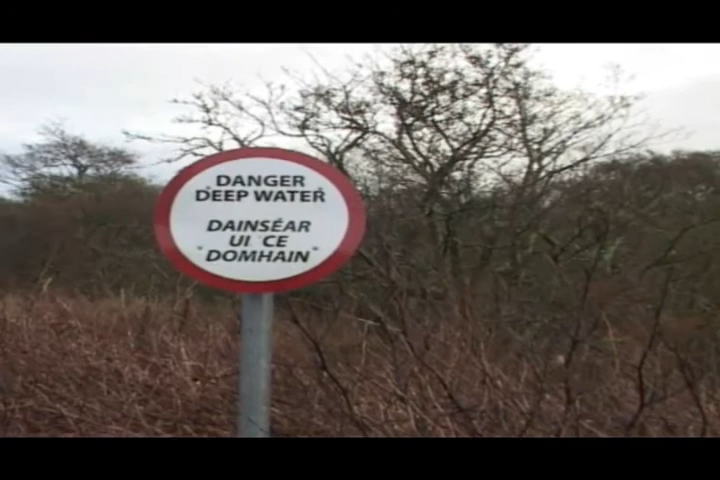 DANGER
DEEP WATER
DAINSÉAR
UI CE
DOMHAIN